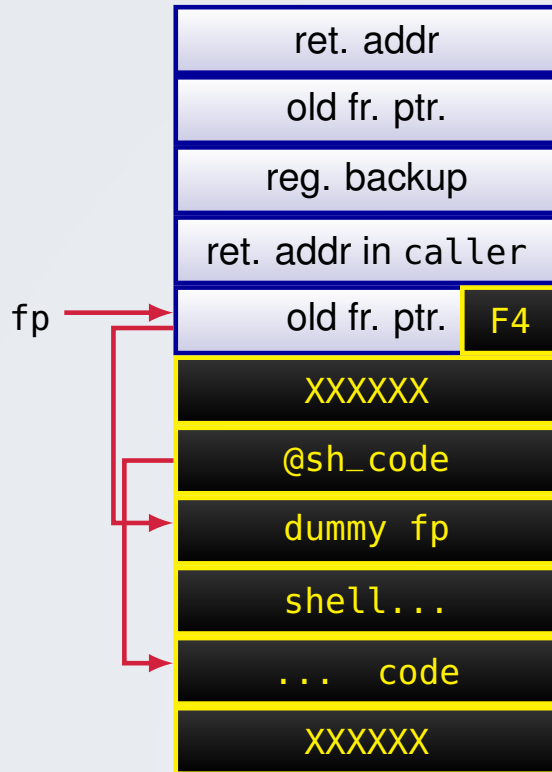 ret. addr
old fr. ptr.
reg. backup
ret. addr in caller
fp old fr. ptr. F4
XXXXXX
@sh_code
dummy fp
shell...
... code
XXXXXX